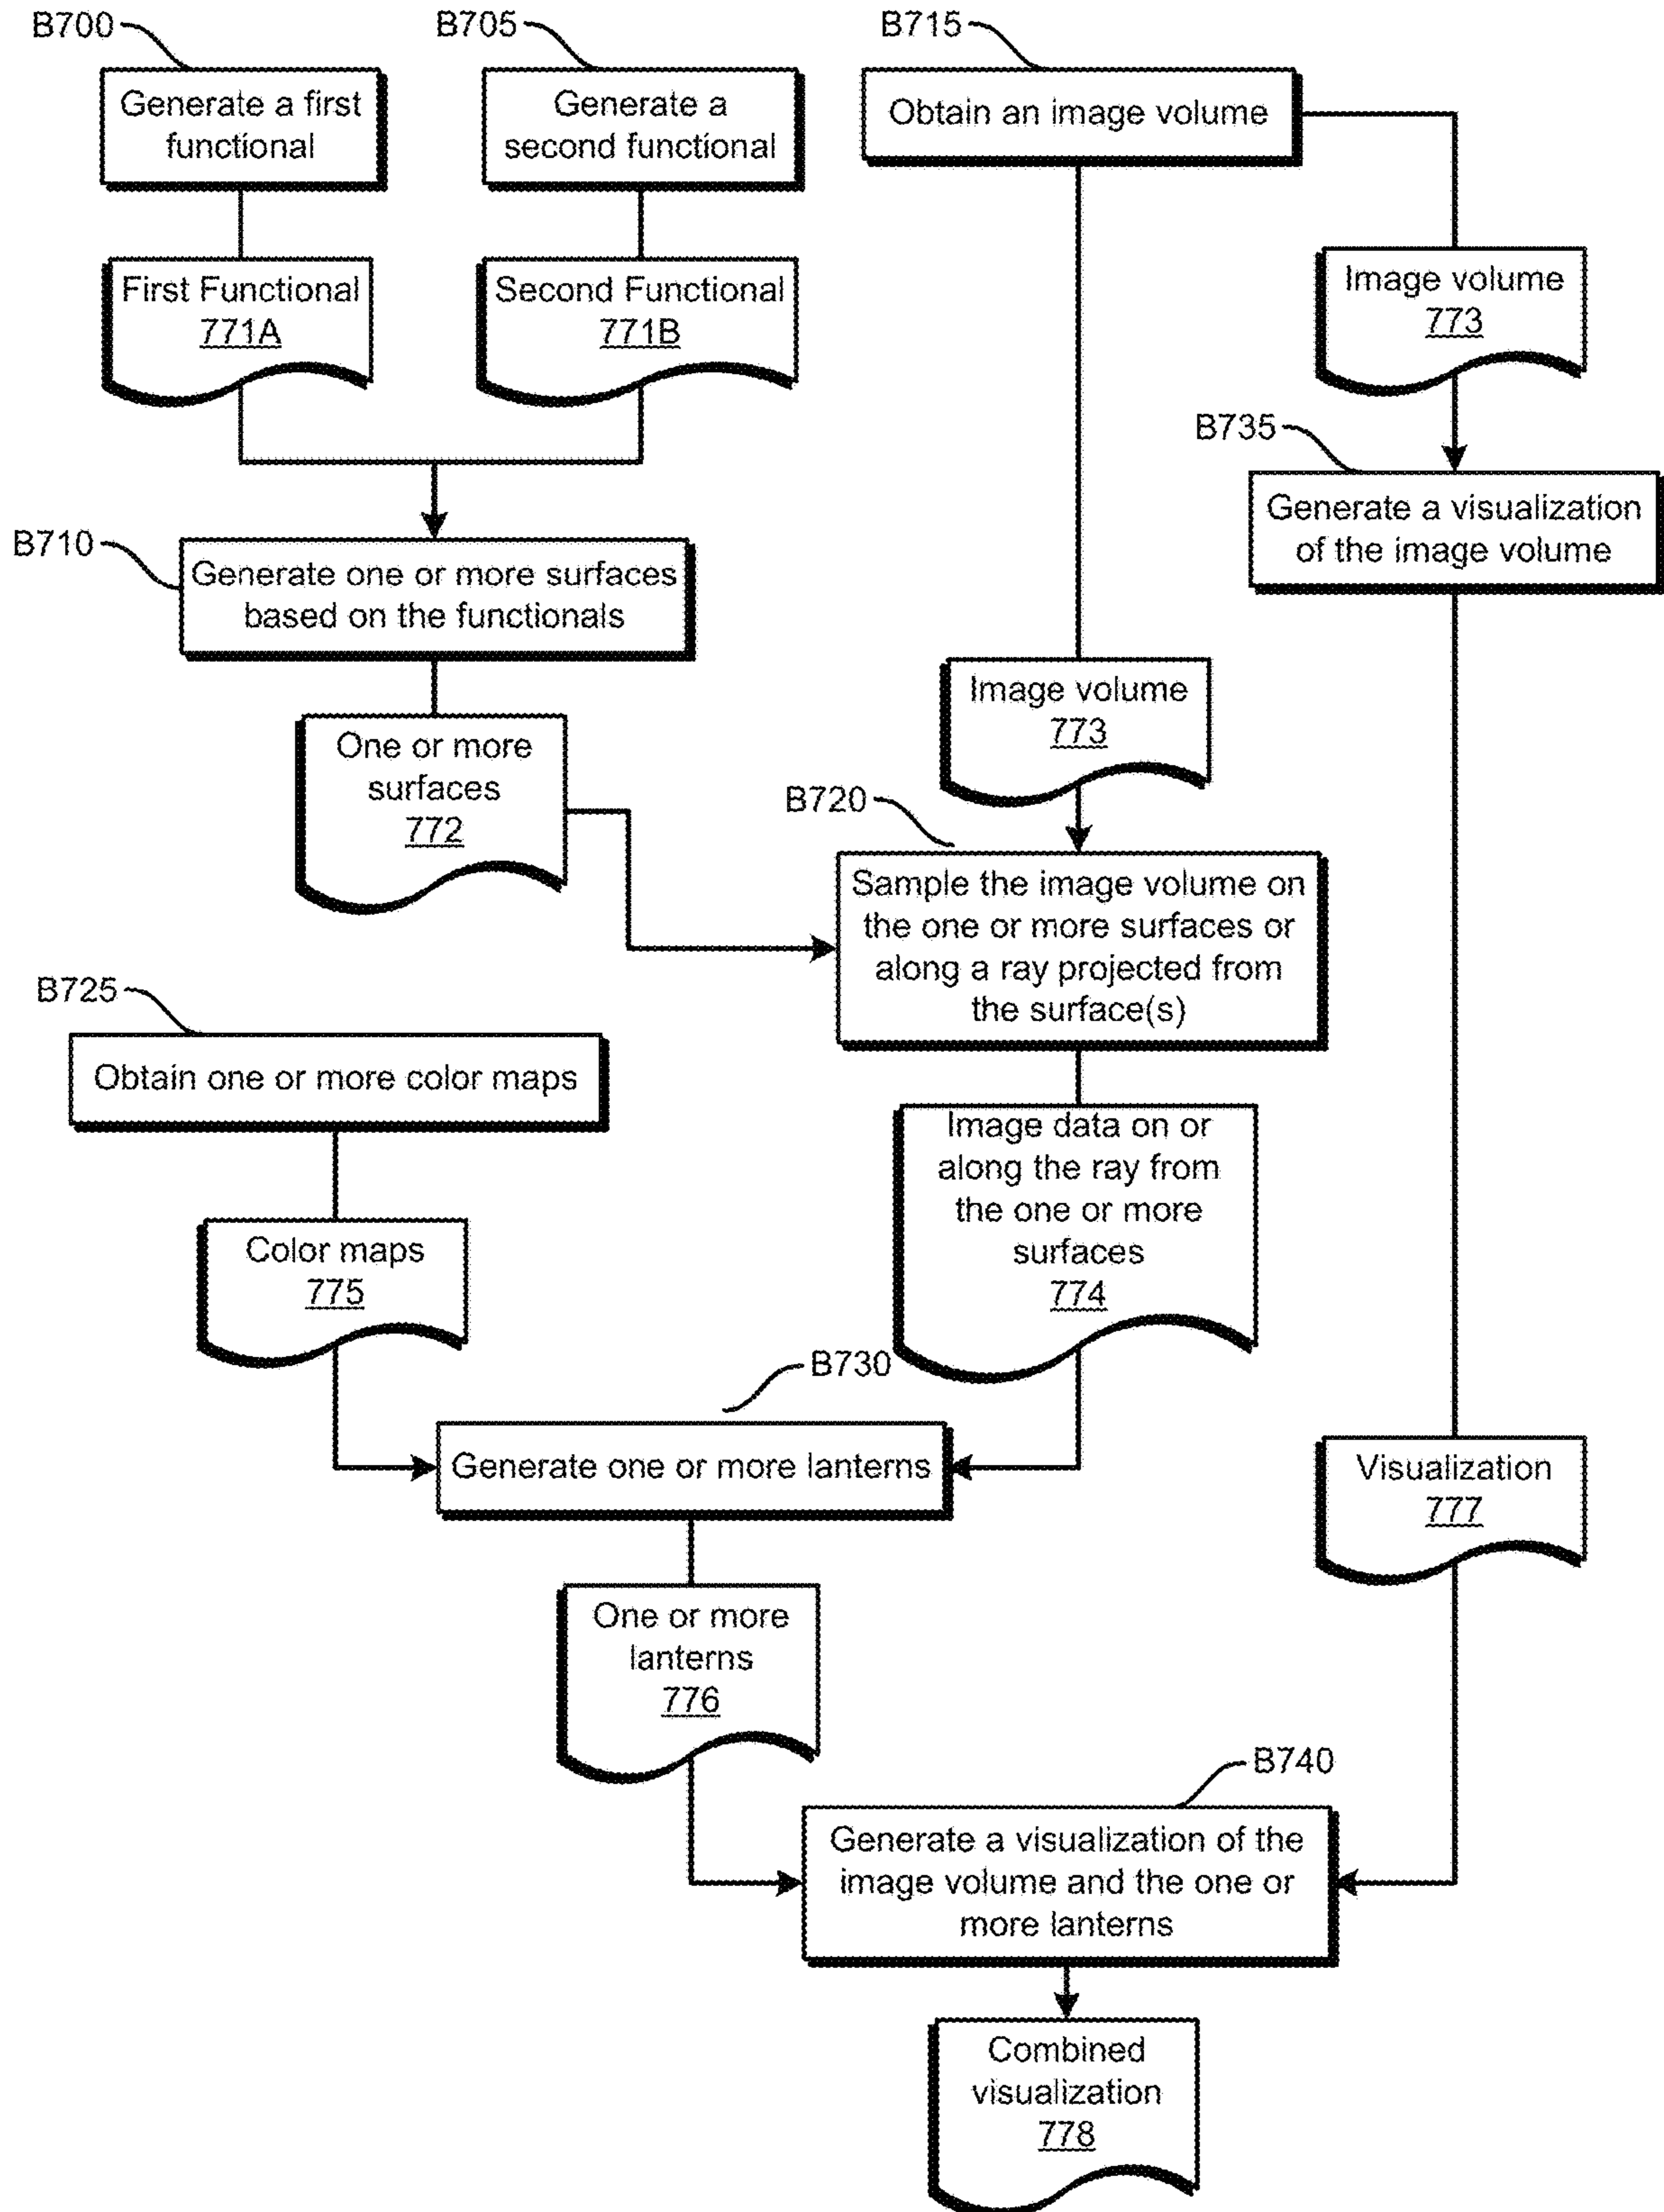 B700
B705
B715
Generate a first
functional
Generate a
second functional
Obtain an image volume
First Functional
771A
Second Functional
771B
Image volume
773
B735
Generate a visualization
of the image volume
B710
Generate one or more surfaces
based on the functionals
One or more
surfaces
772
Image volume
773
B720
Sample the image volume on
the one or more surfaces or
along a ray projected from
the surface(s)
B725
Obtain one or more color maps
Image data on or
along the ray from
the one or more
surfaces
774
Color maps
775
B730
Generate one or more lanterns
Visualization
777
One or more
lanterns
776
B740
Generate a visualization of the
image volume and the one or
more lanterns
Combined
visualization
778